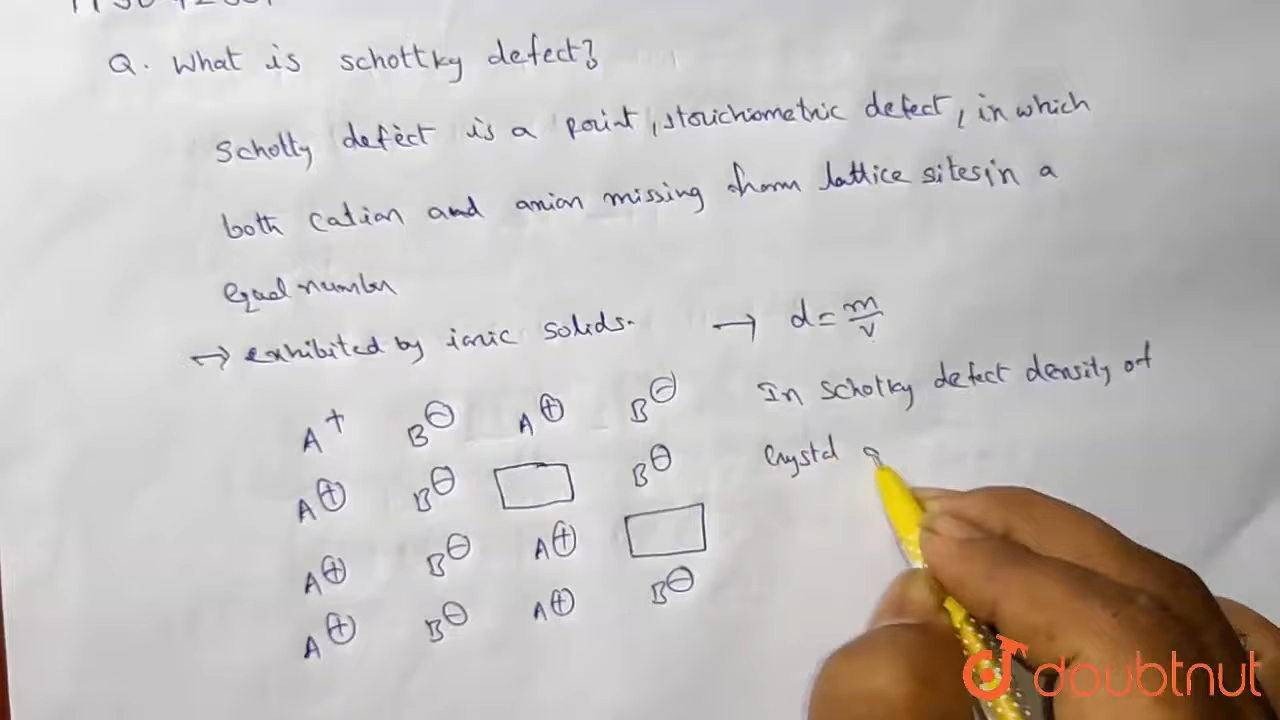 Q. What is schottky defect?
Schotty defect is a point, stoichiometric defect, in which
both cation and anion missing from lattice sites in a
equal number
→ exhibited by ionic solids.
→ d = m/v
In schotky defect density of
crystal
A+ B⊖ A⊕ B⊖
A⊕ B⊖ B⊖
A⊕ B⊖ A⊕
A⊕ B⊖ A⊕ B⊖
doubtnut